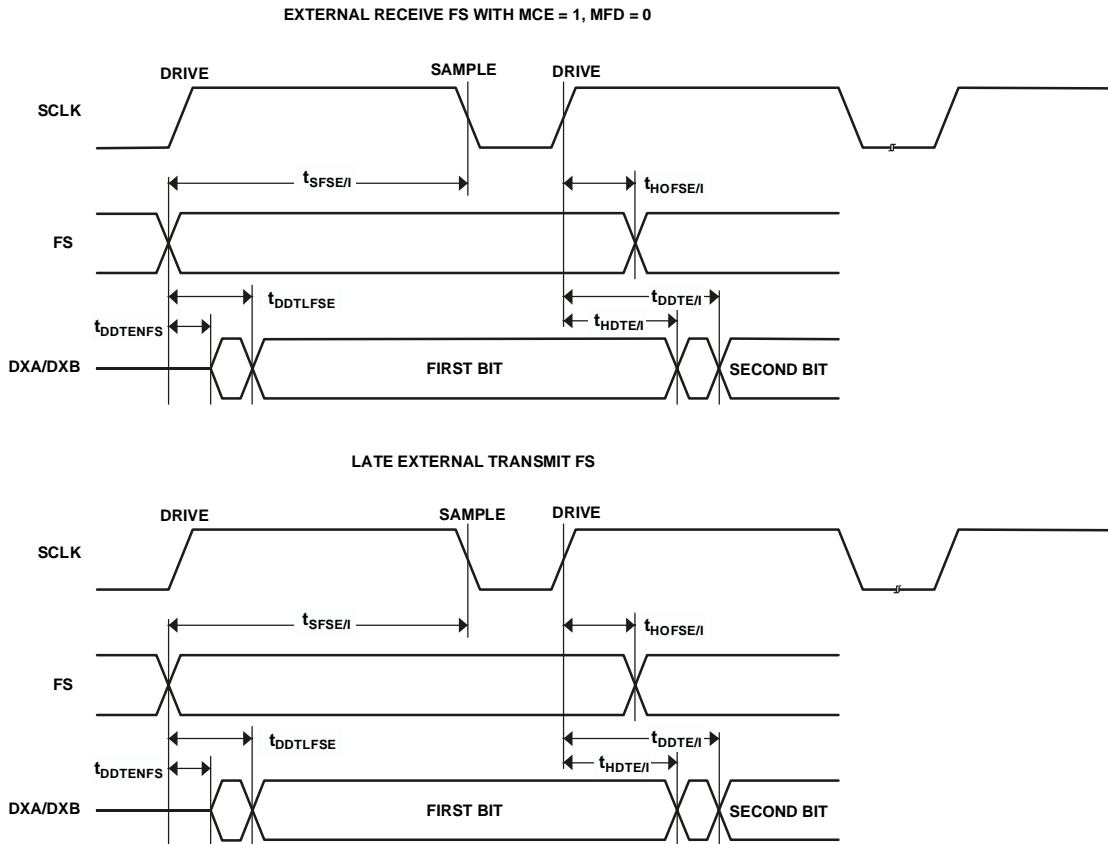 EXTERNAL RECEIVE FS WITH MCE = 1, MFD = 0
DRIVE SAMPLE DRIVE
SCLK
tSFSE/I tHOFSE/I
FS
tDDTLFSE tDDTE/I
tDDTENFS tHDTE/I
DXA/DXB FIRST BIT SECOND BIT
LATE EXTERNAL TRANSMIT FS
DRIVE SAMPLE DRIVE
SCLK
tSFSE/I tHOFSE/I
FS
tDDTLFSE tDDTE/I
tDDTENFS tHDTE/I
DXA/DXB FIRST BIT SECOND BIT